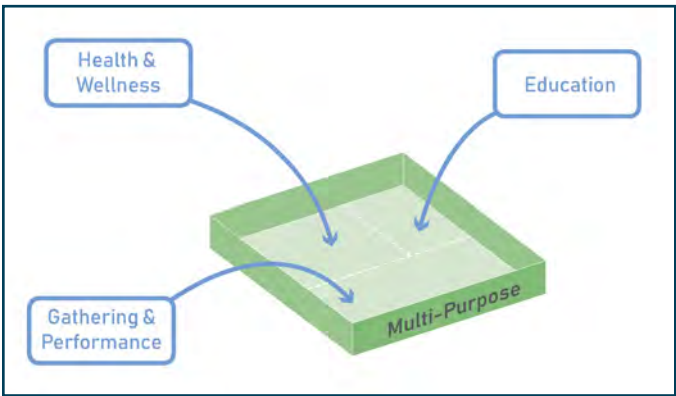 Health &
Wellness
Education
Gathering &
Performance
Multi-Purpose